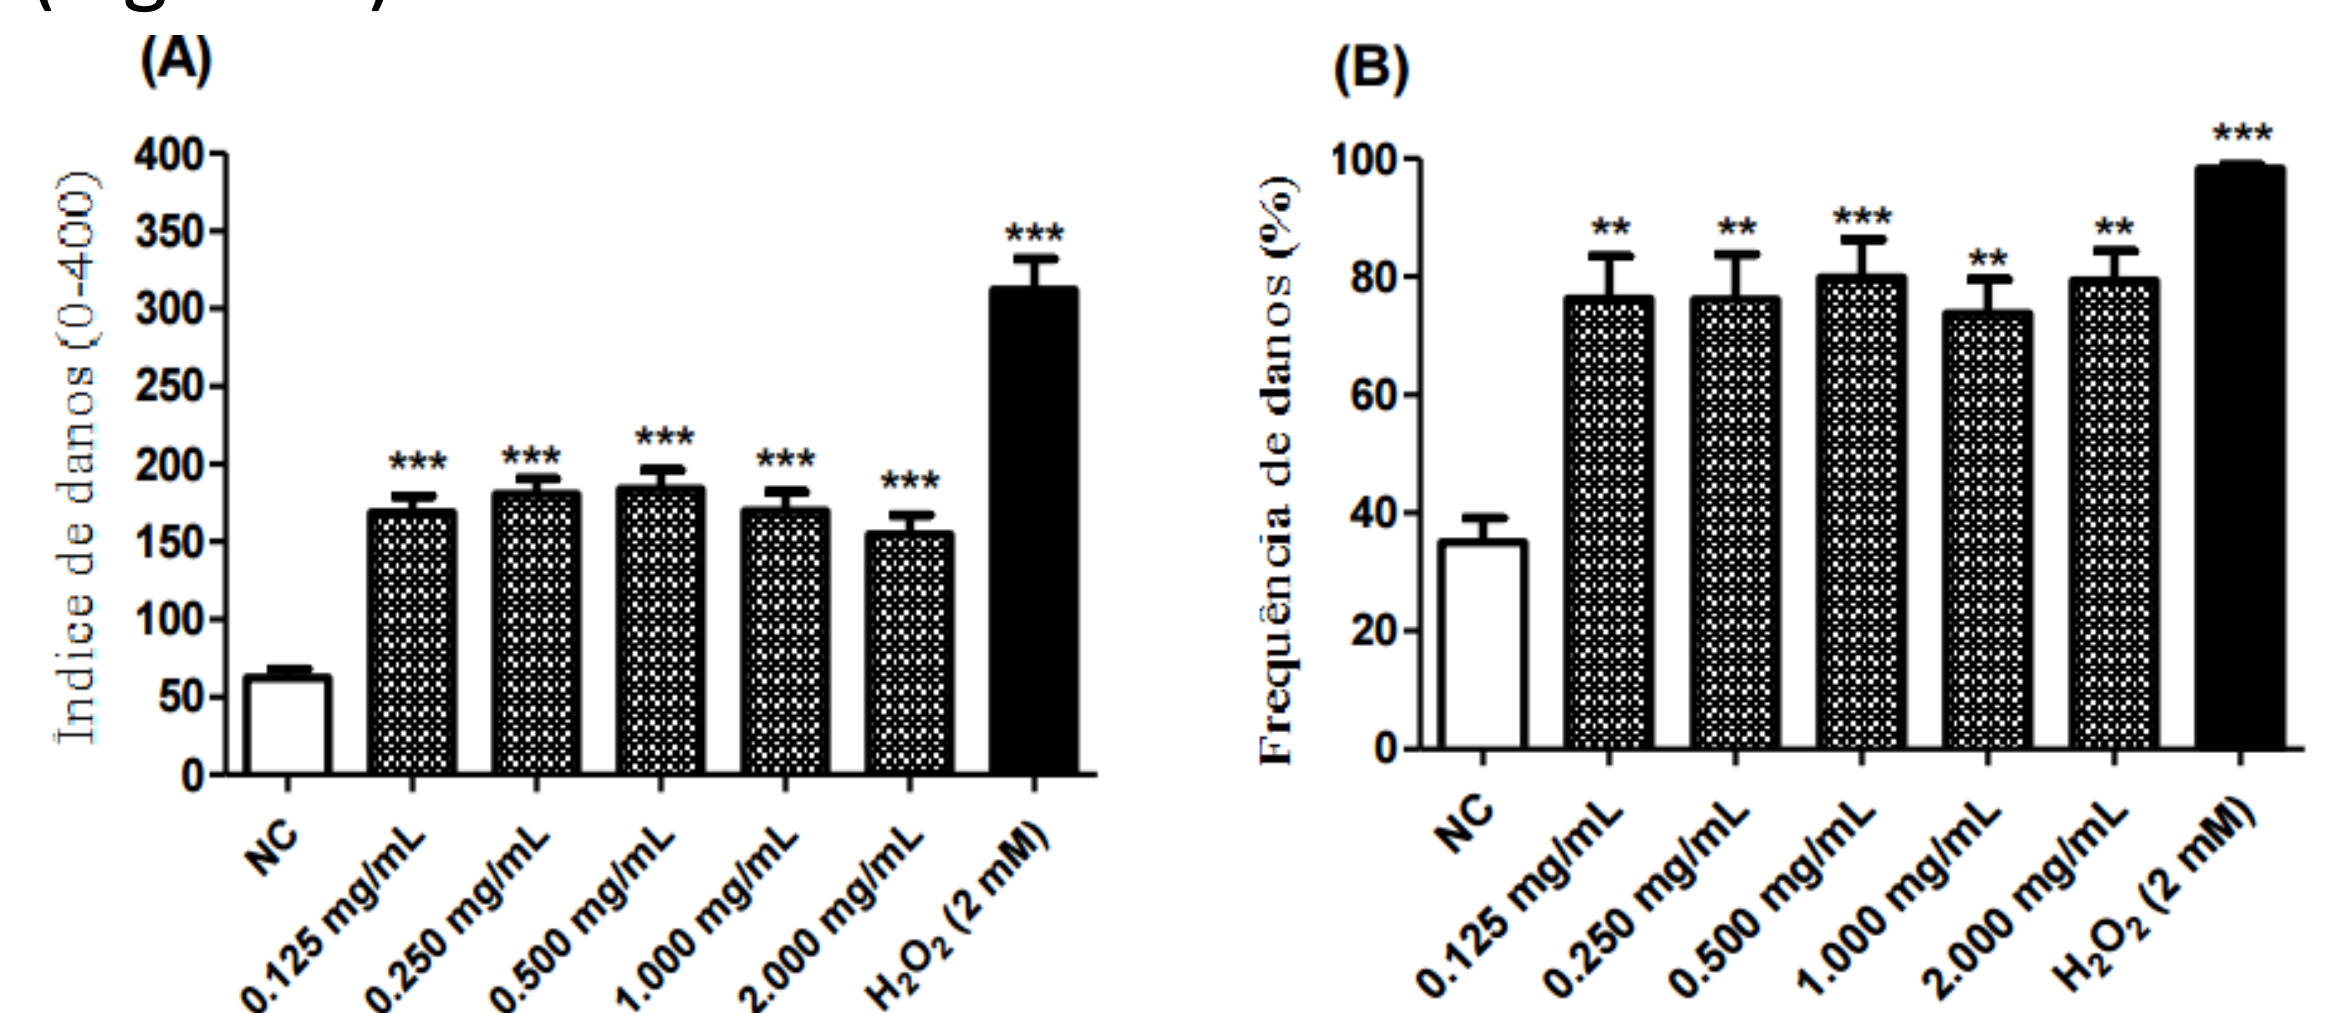 (A)
Índice de danos (0-400)
400
350
300
250
200
150
100
50
0
***
***
***
***
***
***
NC
0.125 mg/mL
0.250 mg/mL
0.500 mg/mL
1.000 mg/mL
2.000 mg/mL
H₂O₂ (2 mM)
(B)
Frequência de danos (%)
100
80
60
40
20
0
**
**
***
**
**
***
NC
0.125 mg/mL
0.250 mg/mL
0.500 mg/mL
1.000 mg/mL
2.000 mg/mL
H₂O₂ (2 mM)